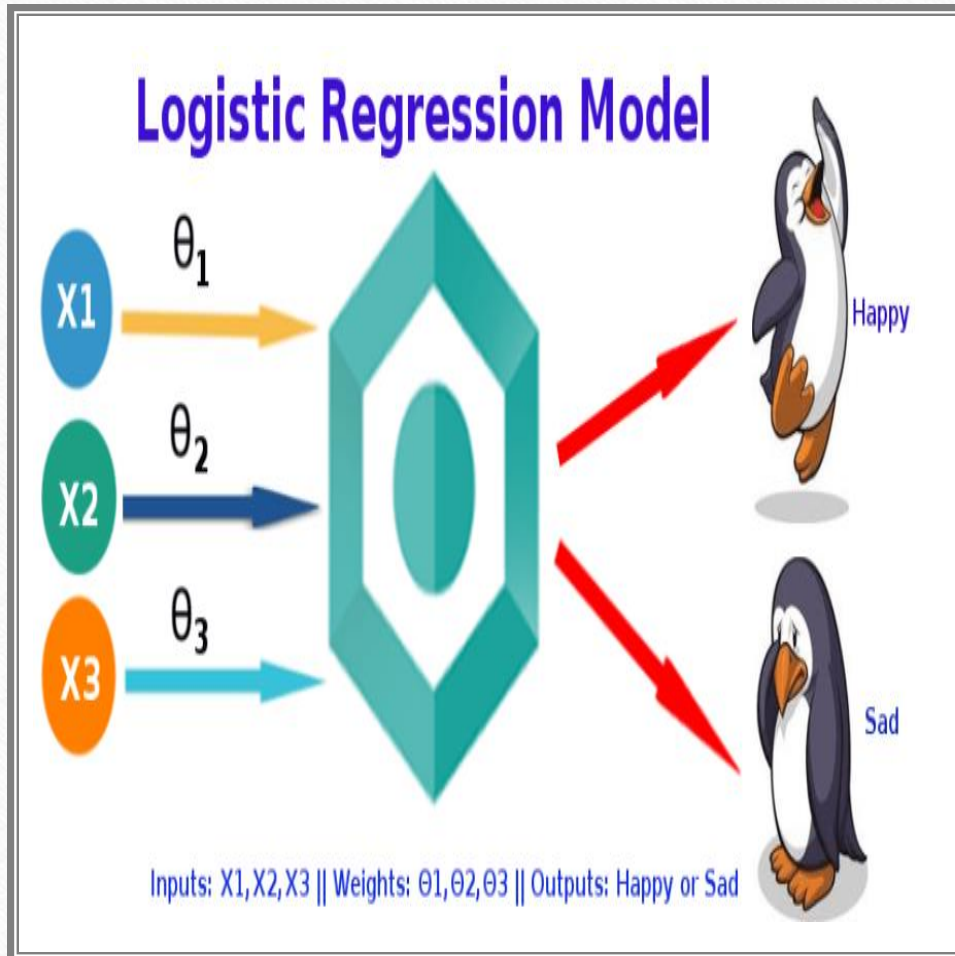 Logistic Regression Model
θ1
X1
Happy
θ2
X2
θ3
X3
Sad
Inputs: X1,X2,X3 || Weights: θ1,θ2,θ3 || Outputs: Happy or Sad